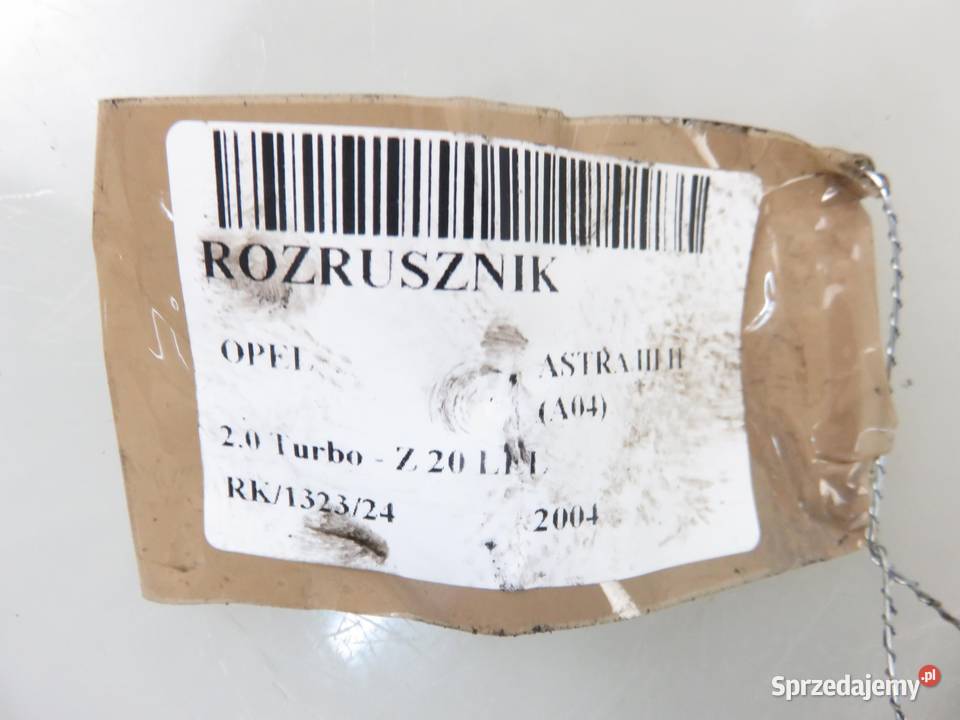 ROZRUSZNIK
OPEL
ASTRA III H
(A04)
2.0 Turbo - Z 20 LEL
RK/1323/24
2004
Sprzedajemy.pl